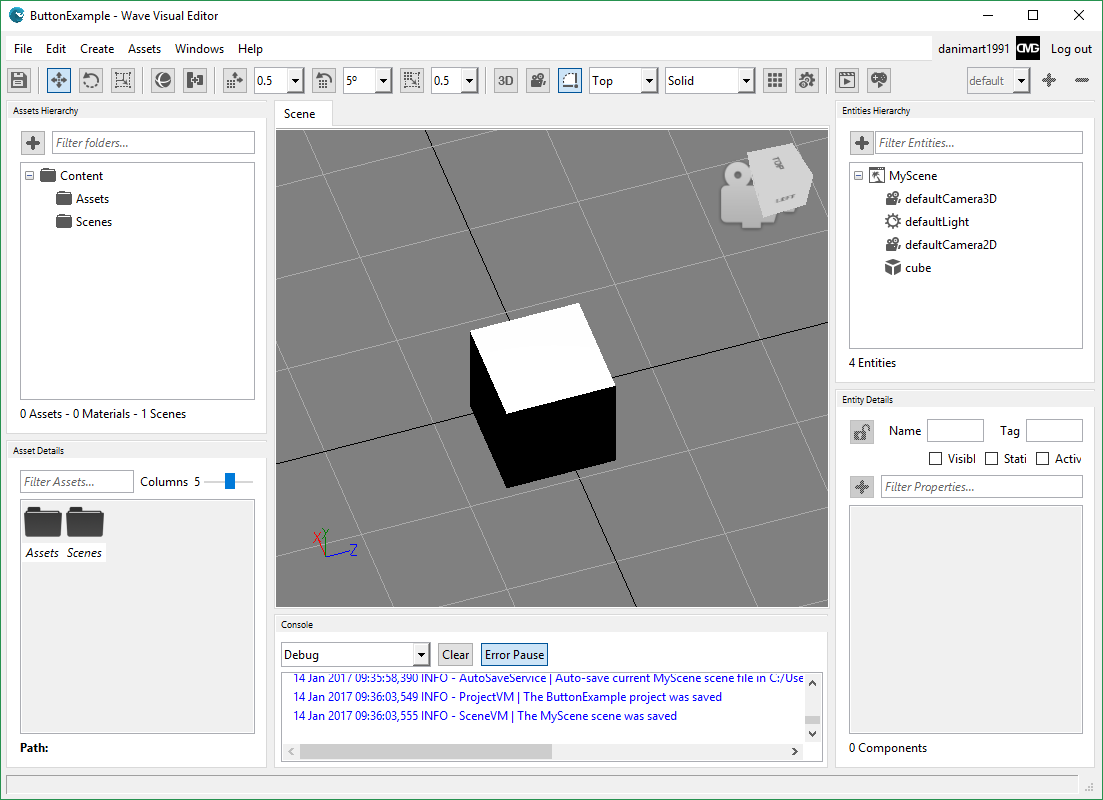 ButtonExample - Wave Visual Editor
File Edit Create Assets Windows Help
danimart1991 Log out
0.5 5º 0.5 3D Top Solid default
Assets Hierarchy
Filter folders...
Content
Assets
Scenes
0 Assets - 0 Materials - 1 Scenes
Asset Details
Filter Assets... Columns 5
Assets Scenes
Path:
Scene
TOP
LEFT
X Y Z
Console
Debug Clear Error Pause
14 Jan 2017 09:35:58,390 INFO - AutoSaveService | Auto-save current MyScene scene file in C:/Use
14 Jan 2017 09:36:03,549 INFO - ProjectVM | The ButtonExample project was saved
14 Jan 2017 09:36:03,555 INFO - SceneVM | The MyScene scene was saved
Entities Hierarchy
Filter Entities...
MyScene
defaultCamera3D
defaultLight
defaultCamera2D
cube
4 Entities
Entity Details
Name Tag
Visibl Stati Activ
Filter Properties...
0 Components